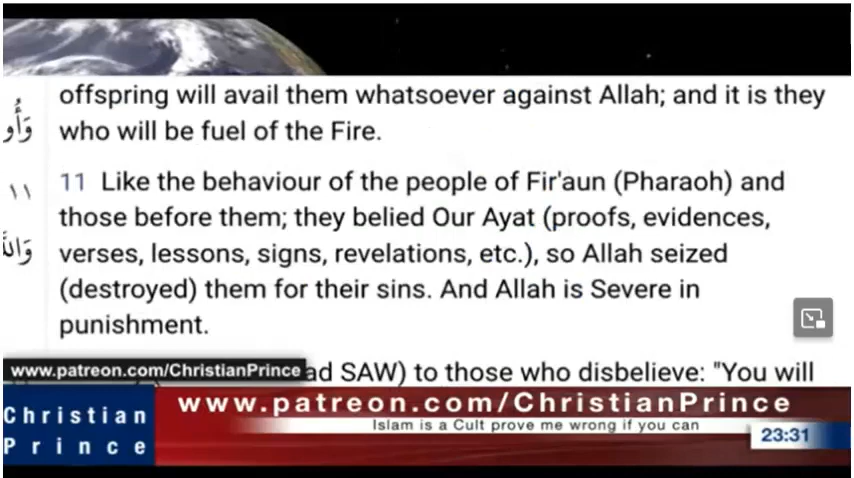 offspring will avail them whatsoever against Allah; and it is they
who will be fuel of the Fire.
11 Like the behaviour of the people of Fir'aun (Pharaoh) and
those before them; they belied Our Ayat (proofs, evidences,
verses, lessons, signs, revelations, etc.), so Allah seized
(destroyed) them for their sins. And Allah is Severe in
punishment.
ad SAW) to those who disbelieve: "You will
وَأُو
١١
وَاللَّ
www.patreon.com/ChristianPrince
www.patreon.com/ChristianPrince
Islam is a Cult prove me wrong if you can
Christian
Prince
23:31